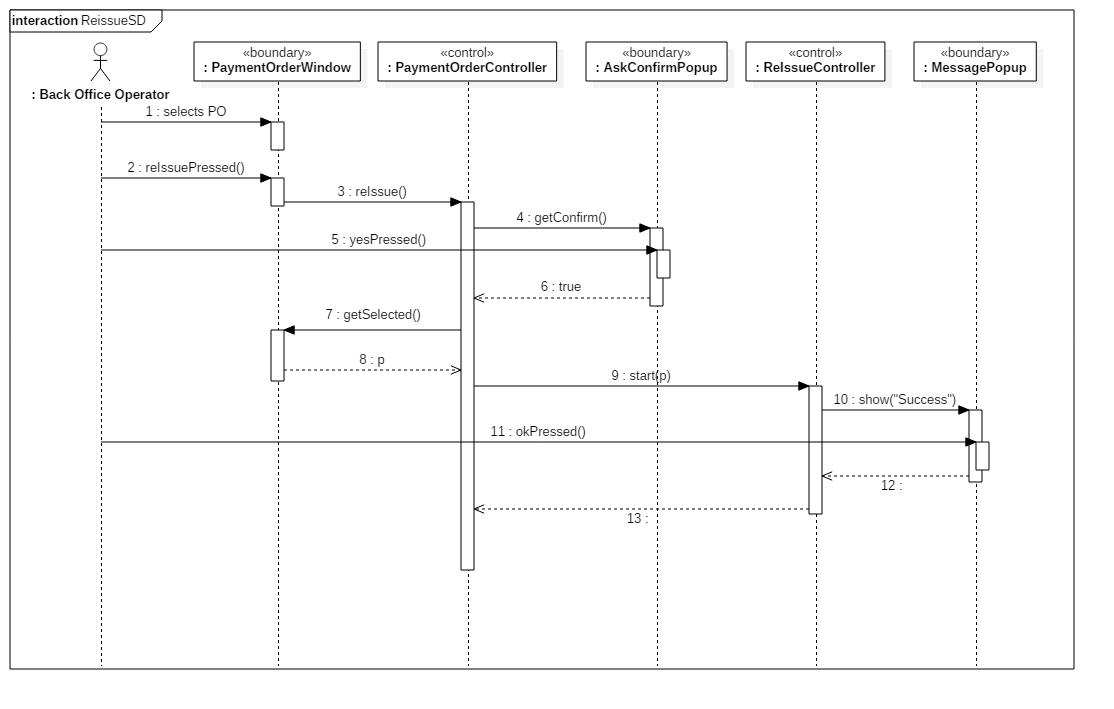 interaction ReissueSD
«boundary»
: PaymentOrderWindow
«control»
: PaymentOrderController
«boundary»
: AskConfirmPopup
«control»
: ReIssueController
«boundary»
: MessagePopup
: Back Office Operator
1 : selects PO
2 : reIssuePressed()
3 : reIssue()
4 : getConfirm()
5 : yesPressed()
6 : true
7 : getSelected()
8 : p
9 : start(p)
10 : show("Success")
11 : okPressed()
12 :
13 :